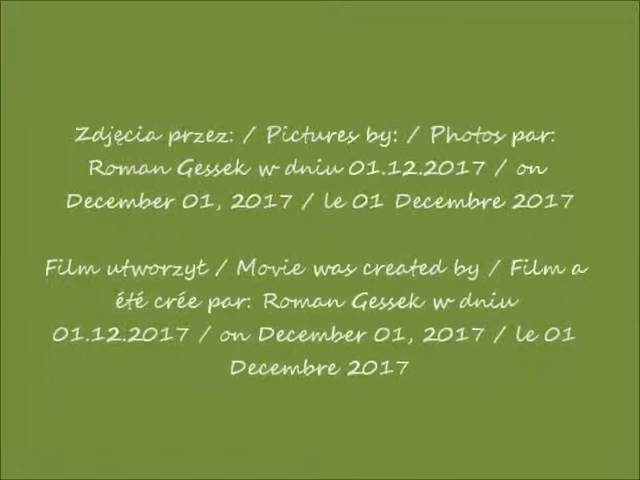 Zdjęcia przez: / Pictures by: / Photos par:
Roman Gessek w dniu 01.12.2017 / on
December 01, 2017 / le 01 Decembre 2017
Film utworzył / Movie was created by / Film a
été crée par: Roman Gessek w dniu
01.12.2017 / on December 01, 2017 / le 01
Decembre 2017